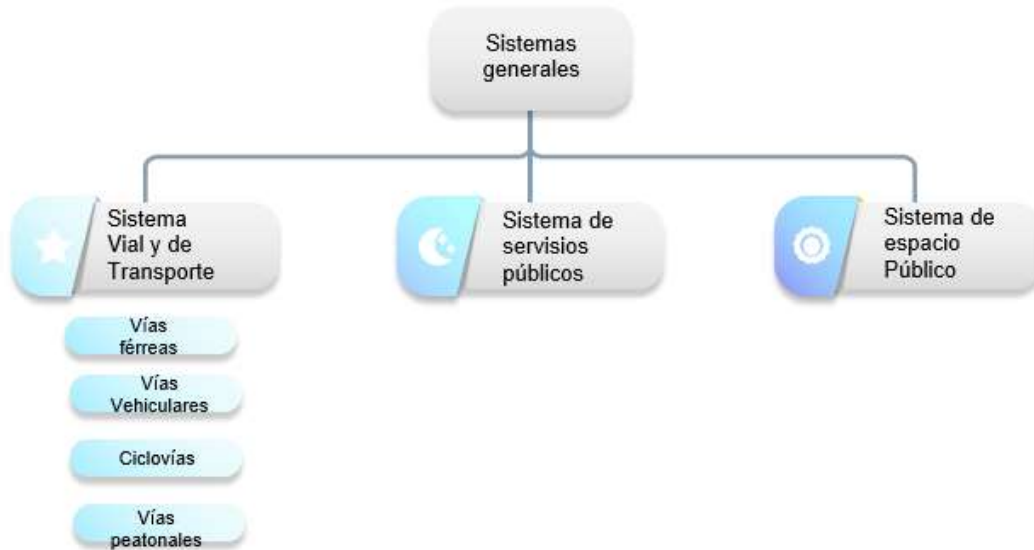 Sistemas
generales
Sistema
Vial y de
Transporte
Sistema de
servisios
públicos
Sistema de
espacio
Público
Vías
férreas
Vías
Vehiculares
Ciclovías
Vías
peatonales